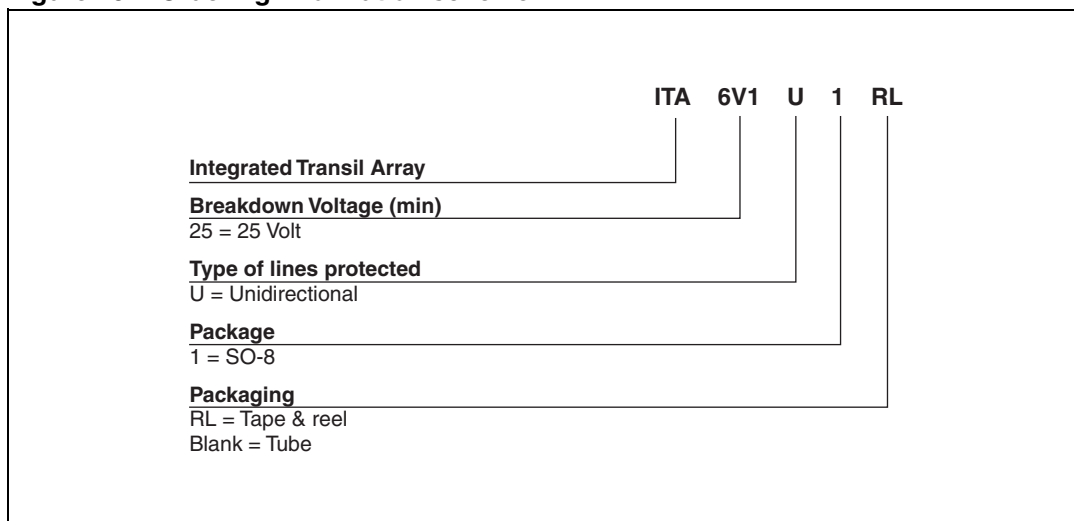 ITA 6V1 U 1 RL
Integrated Transil Array
Breakdown Voltage (min)
25 = 25 Volt
Type of lines protected
U = Unidirectional
Package
1 = SO-8
Packaging
RL = Tape & reel
Blank = Tube